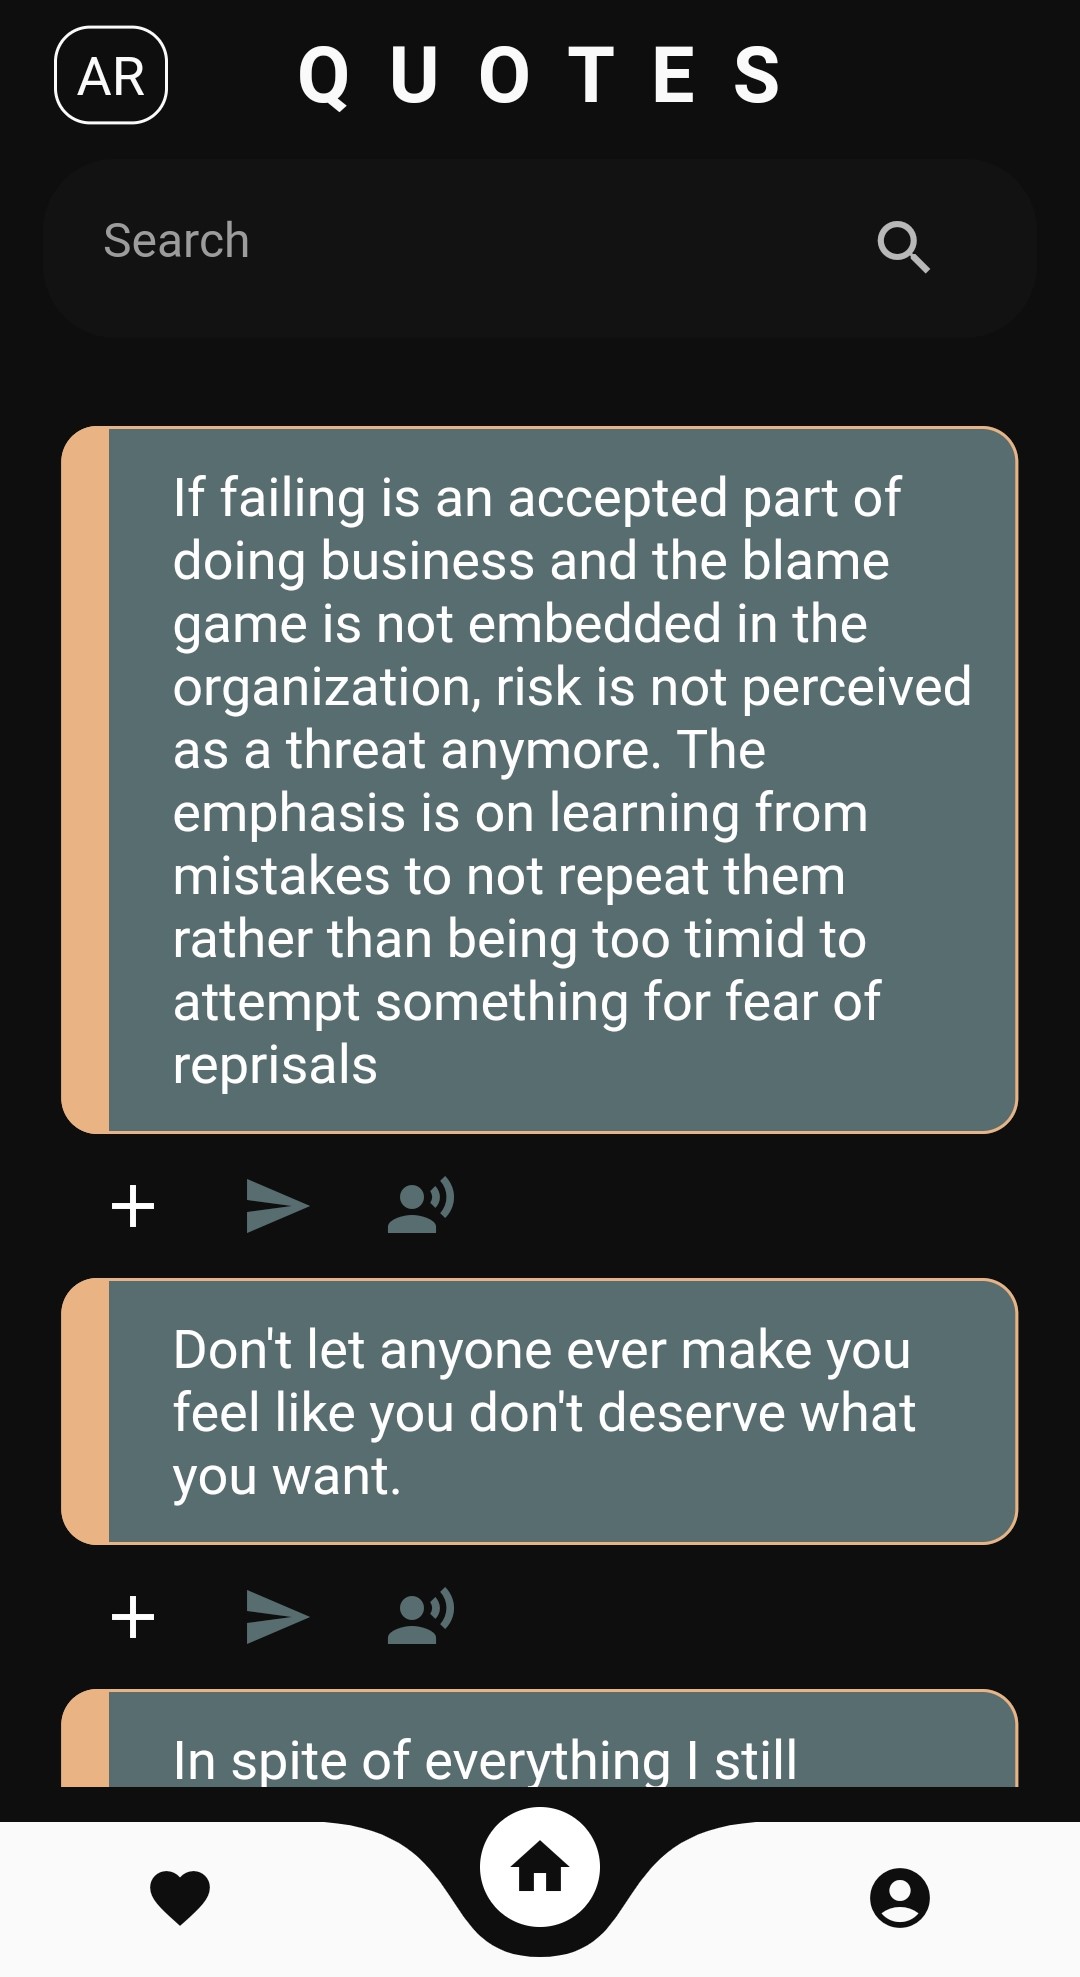 AR
QUOTES
Search
If failing is an accepted part of
doing business and the blame
game is not embedded in the
organization, risk is not perceived
as a threat anymore. The
emphasis is on learning from
mistakes to not repeat them
rather than being too timid to
attempt something for fear of
reprisals
Don't let anyone ever make you
feel like you don't deserve what
you want.
In spite of everything I still